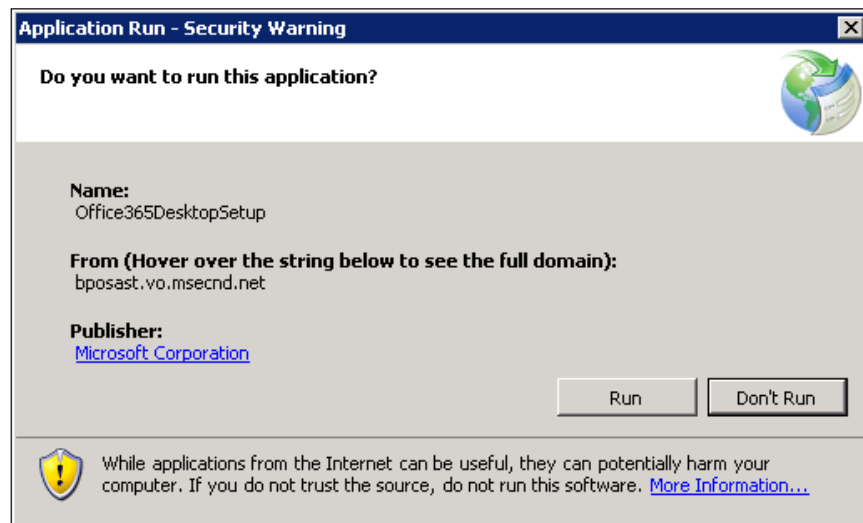 Application Run - Security Warning
Do you want to run this application?
Name:
Office365DesktopSetup
From (Hover over the string below to see the full domain):
bposast.vo.msecnd.net
Publisher:
Microsoft Corporation
Run
Don't Run
While applications from the Internet can be useful, they can potentially harm your
computer. If you do not trust the source, do not run this software. More Information...